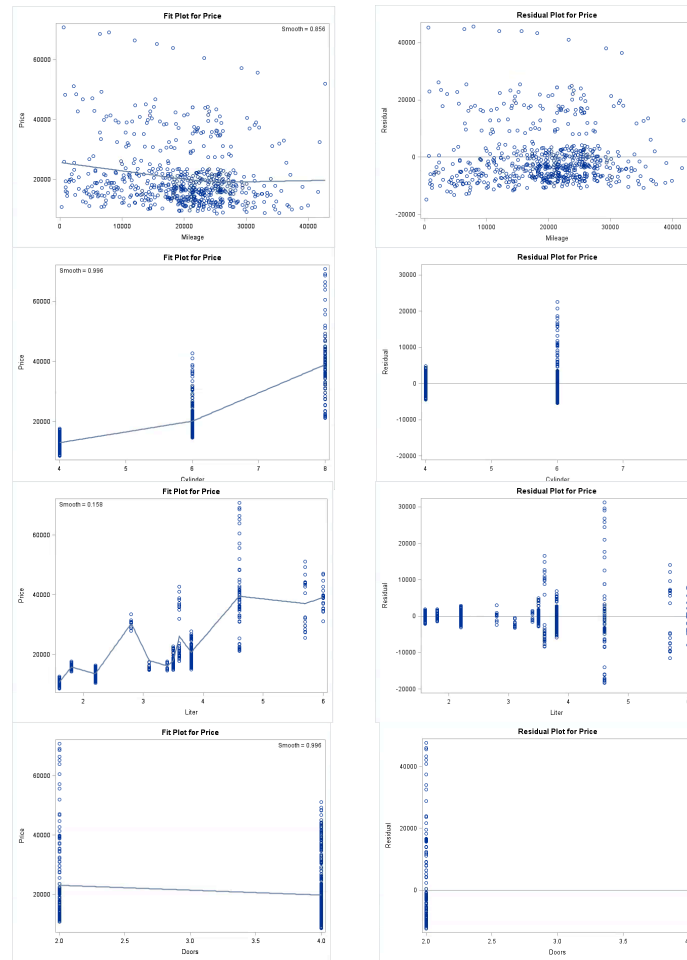 Fit Plot for Price
Smooth = 0.856
60000
40000
20000
Price
0
10000
20000
30000
40000
Mileage
Residual Plot for Price
40000
20000
0
-20000
Residual
0
10000
20000
30000
40000
Mileage
Fit Plot for Price
Smooth = 0.996
60000
40000
20000
Price
4
5
6
7
8
Cylinder
Residual Plot for Price
30000
20000
10000
0
-10000
-20000
Residual
4
5
6
7
Cylinder
Fit Plot for Price
Smooth = 0.158
60000
40000
20000
Price
2
3
4
5
6
Liter
Residual Plot for Price
30000
20000
10000
0
-10000
-20000
Residual
2
3
4
5
Liter
Fit Plot for Price
Smooth = 0.996
60000
40000
20000
Price
2.0
2.5
3.0
3.5
4.0
Doors
Residual Plot for Price
40000
20000
0
Residual
2.0
2.5
3.0
3.5
Doors